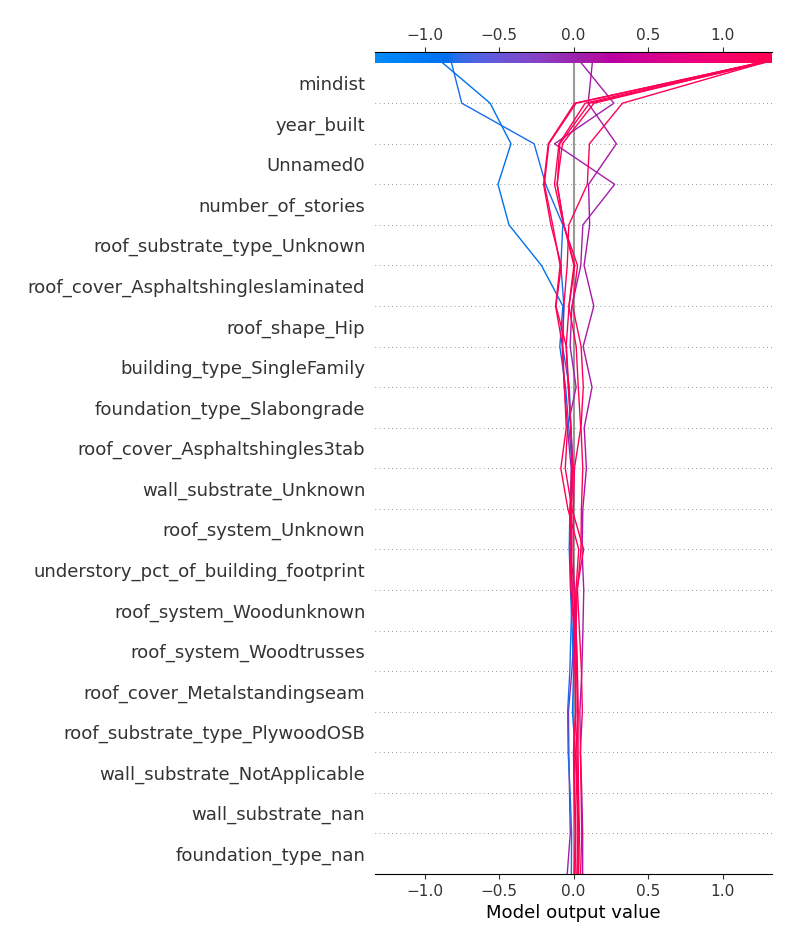 −1.0 −0.5 0.0 0.5 1.0
mindist
year_built
Unnamed0
number_of_stories
roof_substrate_type_Unknown
roof_cover_Asphaltshingleslaminated
roof_shape_Hip
building_type_SingleFamily
foundation_type_Slabongrade
roof_cover_Asphaltshingles3tab
wall_substrate_Unknown
roof_system_Unknown
understory_pct_of_building_footprint
roof_system_Woodunknown
roof_system_Woodtrusses
roof_cover_Metalstandingseam
roof_substrate_type_PlywoodOSB
wall_substrate_NotApplicable
wall_substrate_nan
foundation_type_nan
−1.0 −0.5 0.0 0.5 1.0
Model output value